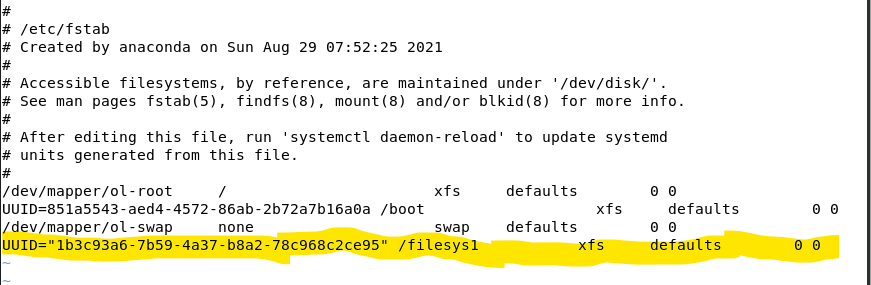 #
# /etc/fstab
# Created by anaconda on Sun Aug 29 07:52:25 2021
#
# Accessible filesystems, by reference, are maintained under '/dev/disk/'.
# See man pages fstab(5), findfs(8), mount(8) and/or blkid(8) for more info.
#
# After editing this file, run 'systemctl daemon-reload' to update systemd
# units generated from this file.
#
/dev/mapper/ol-root     /                       xfs     defaults        0 0
UUID=851a5543-aed4-4572-86ab-2b72a7b16a0a /boot                   xfs     defaults        0 0
/dev/mapper/ol-swap     none                    swap    defaults        0 0
UUID="1b3c93a6-7b59-4a37-b8a2-78c968c2ce95" /filesys1           xfs     defaults        0 0
~
~